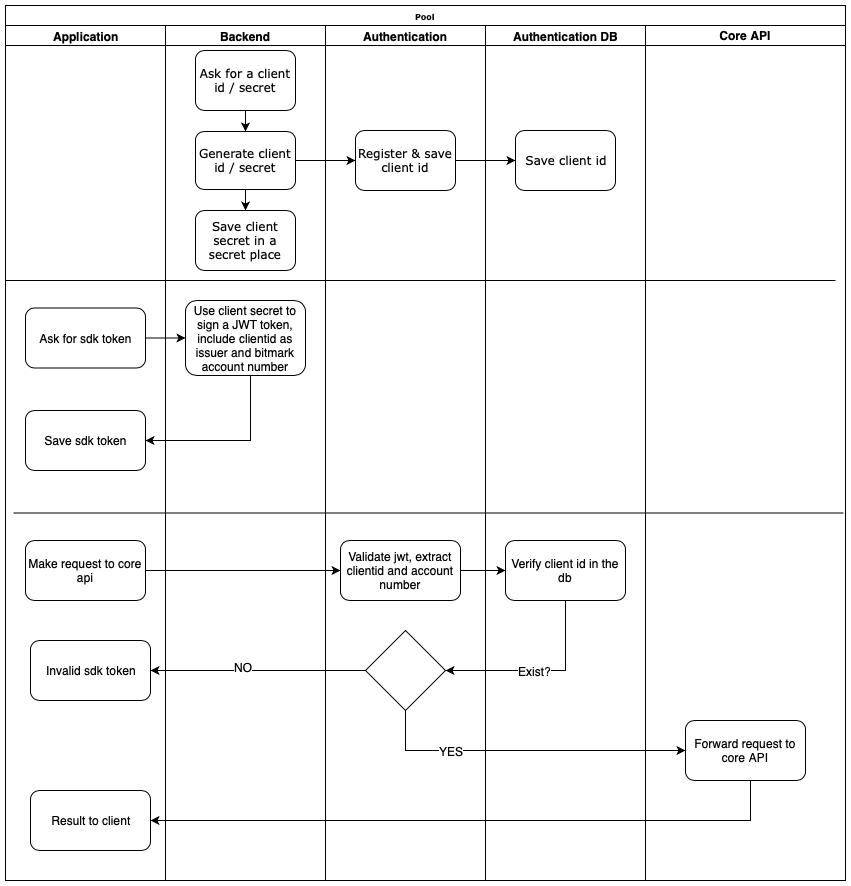 Pool
Application
Backend
Authentication
Authentication DB
Core API
Ask for a client
id / secret
Generate client
id / secret
Register & save
client id
Save client id
Save client
secret in a
secret place
Ask for sdk token
Use client secret to
sign a JWT token,
include clientid as
issuer and bitmark
account number
Save sdk token
Make request to core
api
Validate jwt, extract
clientid and account
number
Verify client id in the
db
Invalid sdk token
NO
Exist?
YES
Forward request to
core API
Result to client